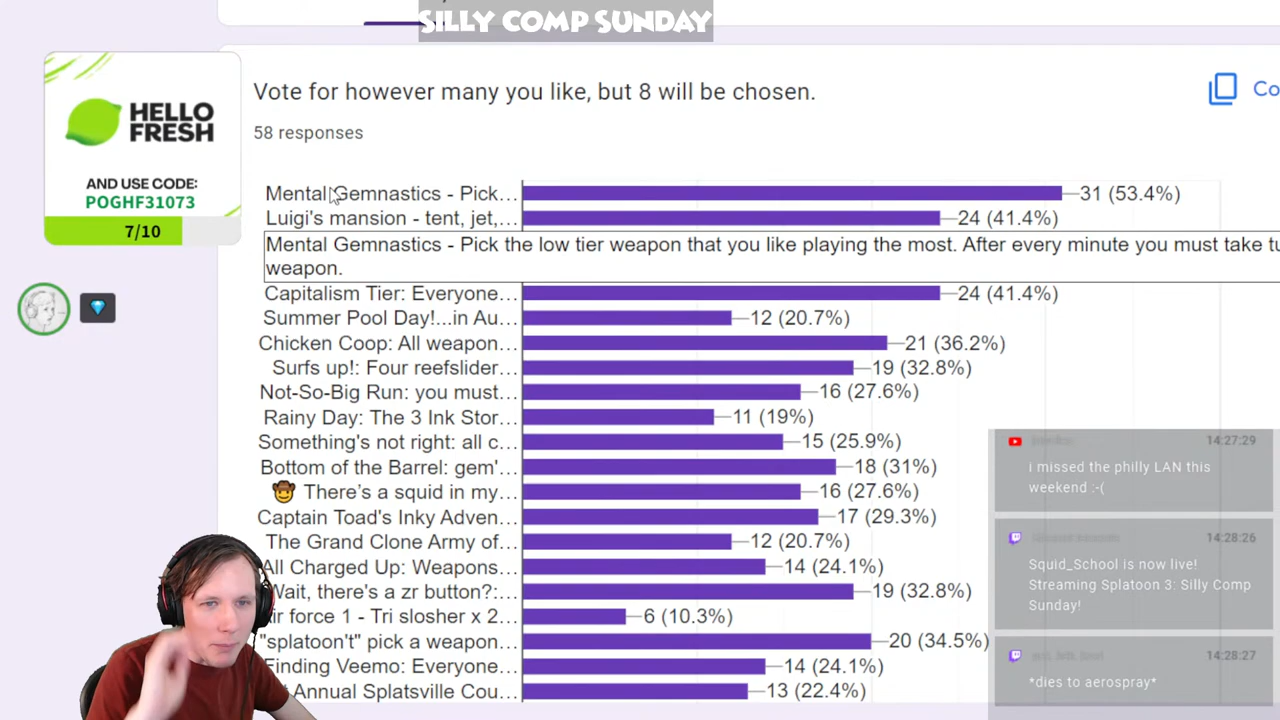 SILLY COMP SUNDAY
HELLO
FRESH
AND USE CODE:
POGHF31073
7/10
Vote for however many you like, but 8 will be chosen.
Co
58 responses
Mental Gemnastics - Pick... 31 (53.4%)
Luigi's mansion - tent, jet,... 24 (41.4%)
Mental Gemnastics - Pick the low tier weapon that you like playing the most. After every minute you must take tu
weapon.
Capitalism Tier: Everyone... 24 (41.4%)
Summer Pool Day!...in Au... 12 (20.7%)
Chicken Coop: All weapon... 21 (36.2%)
Surfs up!: Four reefslider... 19 (32.8%)
Not-So-Big Run: you must... 16 (27.6%)
Rainy Day: The 3 Ink Stor... 11 (19%)
Something's not right: all c... 15 (25.9%)
Bottom of the Barrel: gem'... 18 (31%)
🤠 There's a squid in my... 16 (27.6%)
Captain Toad's Inky Adven... 17 (29.3%)
The Grand Clone Army of... 12 (20.7%)
All Charged Up: Weapons... 14 (24.1%)
Wait, there's a zr button?:... 19 (32.8%)
ir force 1 - Tri slosher x 2... 6 (10.3%)
"splatoon't" pick a weapon... 20 (34.5%)
Finding Veemo: Everyone... 14 (24.1%)
t Annual Splatsville Cou... 13 (22.4%)
14:27:29
i missed the philly LAN this
weekend :-(
14:28:26
Squid_School is now live!
Streaming Splatoon 3: Silly Comp
Sunday!
14:28:27
*dies to aerospray*